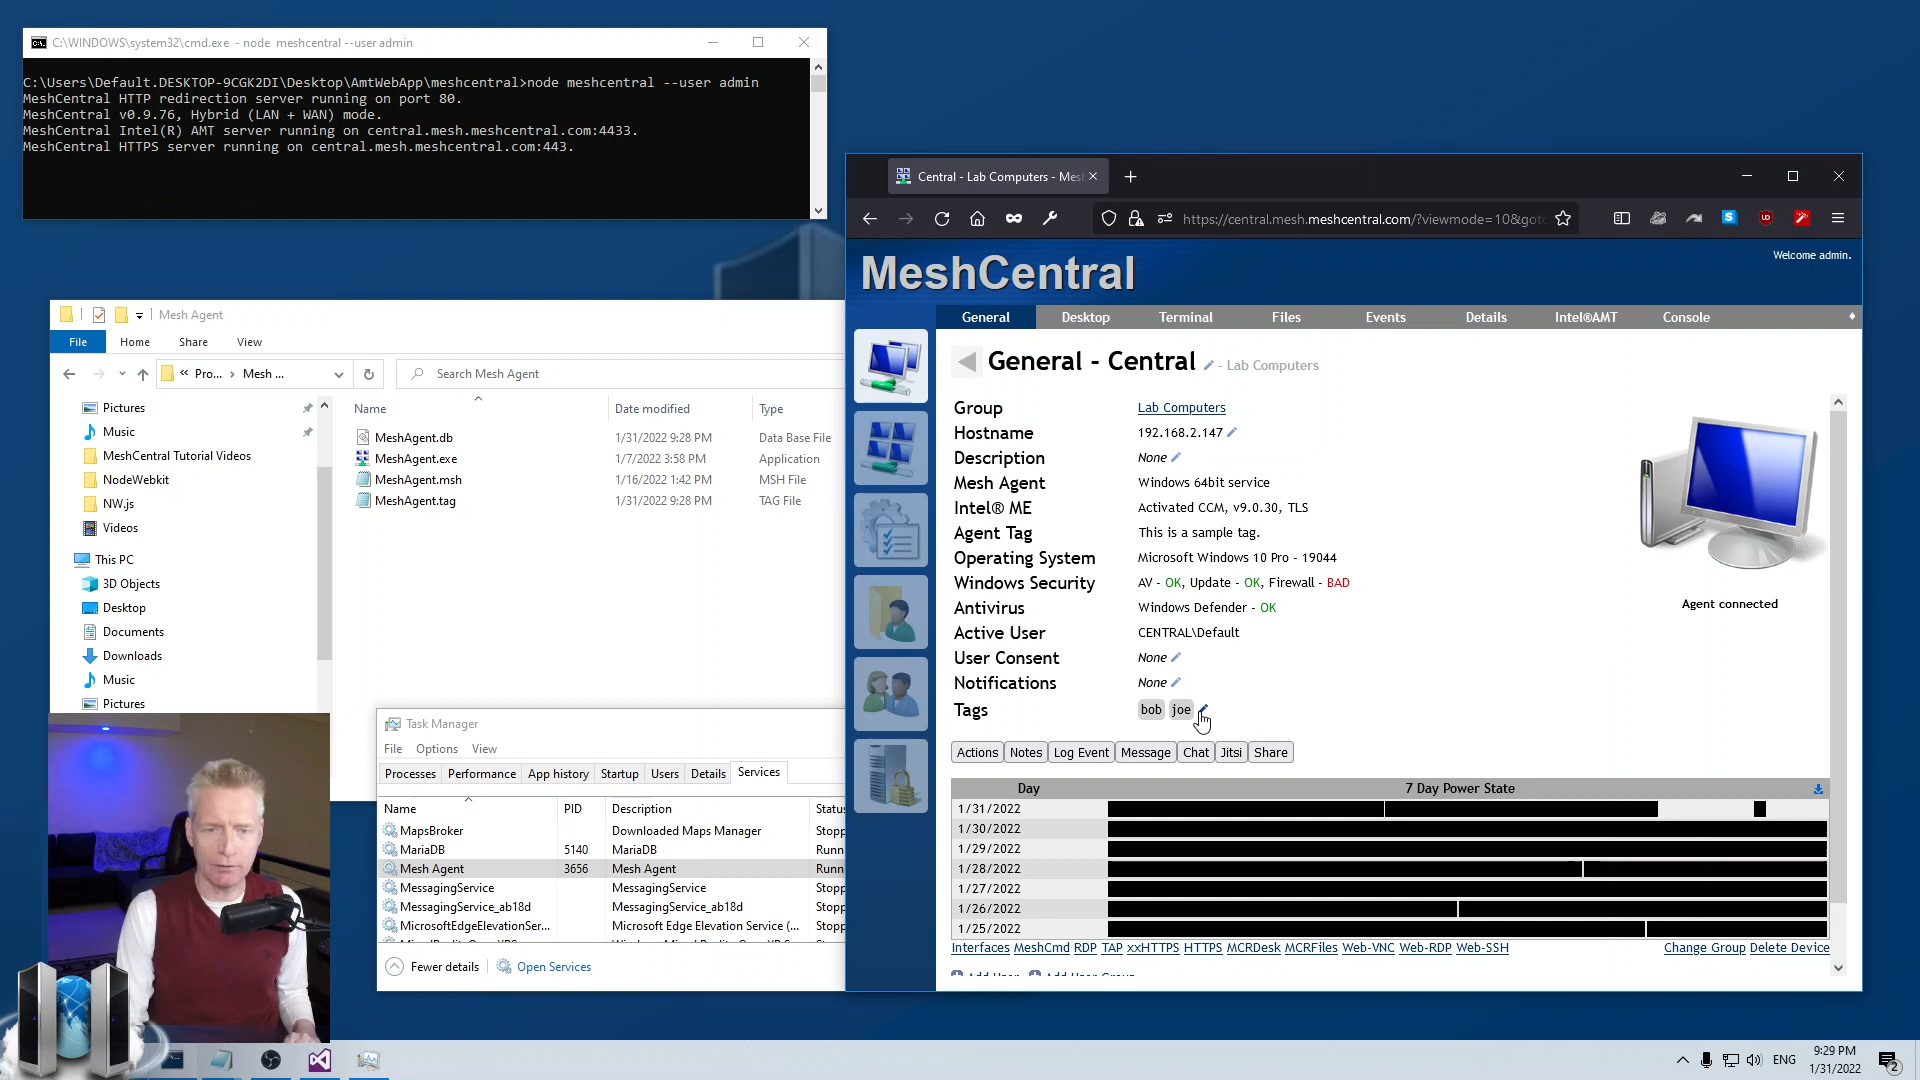 C:\WINDOWS\system32\cmd.exe - node meshcentral --user admin
C:\Users\Default.DESKTOP-9CGK2DI\Desktop\AmtWebApp\meshcentral>node meshcentral --user admin
MeshCentral HTTP redirection server running on port 80.
MeshCentral v0.9.76, Hybrid (LAN + WAN) mode.
MeshCentral Intel(R) AMT server running on central.mesh.meshcentral.com:4433.
MeshCentral HTTPS server running on central.mesh.meshcentral.com:443.
Mesh Agent
File Home Share View
« Pro... › Mesh ... Search Mesh Agent
Pictures
Music
MeshCentral Tutorial Videos
NodeWebkit
NW.js
Videos
This PC
3D Objects
Desktop
Documents
Downloads
Music
Pictures
Name Date modified Type
MeshAgent.db 1/31/2022 9:28 PM Data Base File
MeshAgent.exe 1/7/2022 3:58 PM Application
MeshAgent.msh 1/16/2022 1:42 PM MSH File
MeshAgent.tag 1/31/2022 9:28 PM TAG File
Task Manager
File Options View
Processes Performance App history Startup Users Details Services
Name PID Description Status
MapsBroker Downloaded Maps Manager Stopp
MariaDB 5140 MariaDB Runn
Mesh Agent 3656 Mesh Agent Runn
MessagingService MessagingService Stopp
MessagingService_ab18d MessagingService_ab18d Stopp
MicrosoftEdgeElevationSer... Microsoft Edge Elevation Service (... Stopp
Fewer details Open Services
Central - Lab Computers - Mesh
https://central.mesh.meshcentral.com/?viewmode=10&goto
MeshCentral
Welcome admin.
General Desktop Terminal Files Events Details Intel®AMT Console
General - Central - Lab Computers
Group Lab Computers
Hostname 192.168.2.147
Description None
Mesh Agent Windows 64bit service
Intel® ME Activated CCM, v9.0.30, TLS
Agent Tag This is a sample tag.
Operating System Microsoft Windows 10 Pro - 19044
Windows Security AV - OK, Update - OK, Firewall - BAD
Antivirus Windows Defender - OK
Active User CENTRAL\Default
User Consent None
Notifications None
Tags bob joe
Agent connected
Actions Notes Log Event Message Chat Jitsi Share
Day 7 Day Power State
1/31/2022
1/30/2022
1/29/2022
1/28/2022
1/27/2022
1/26/2022
1/25/2022
Interfaces MeshCmd RDP TAP xxHTTPS HTTPS MCRDesk MCRFiles Web-VNC Web-RDP Web-SSH Change Group Delete Device
Add User Add User Group
ENG
9:29 PM
1/31/2022
2